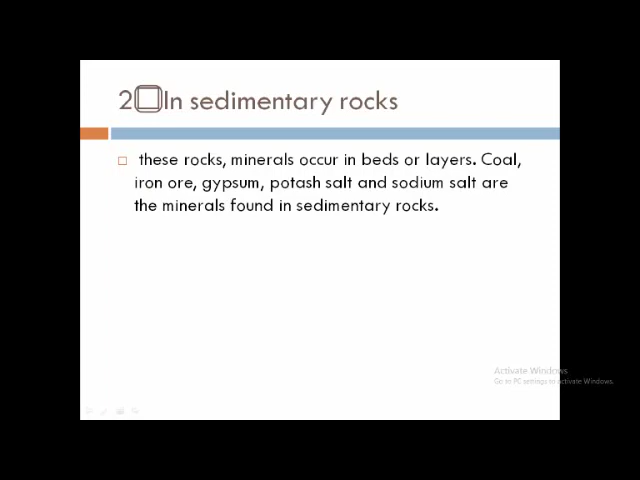 2 In sedimentary rocks
these rocks, minerals occur in beds or layers. Coal,
iron ore, gypsum, potash salt and sodium salt are
the minerals found in sedimentary rocks.
Activate Windows
Go to PC settings to activate Windows.